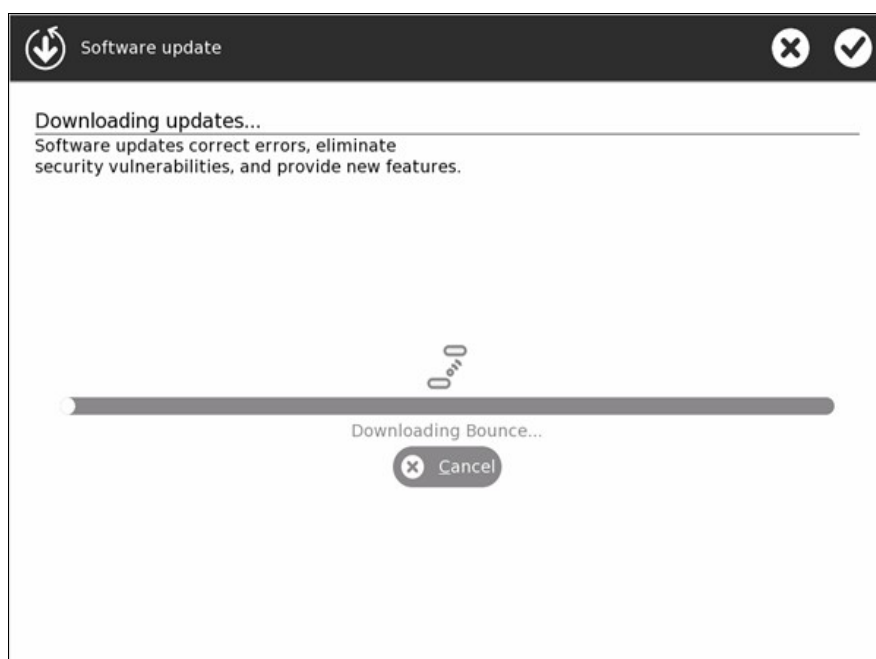 Software update
Downloading updates...
Software updates correct errors, eliminate
security vulnerabilities, and provide new features.
Downloading Bounce...
Cancel